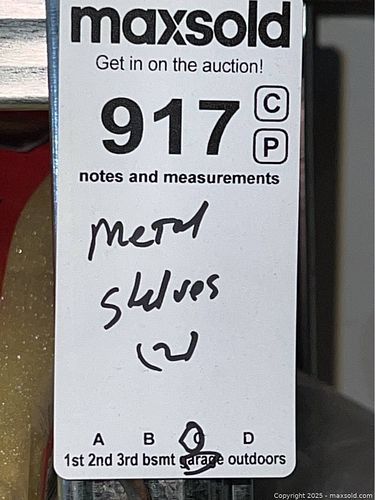 maxsold
Get in on the auction!
917 C
P
notes and measurements
Metal
Shelves
(2)
A B C D
1st 2nd 3rd bsmt garage outdoors
Copyright 2025 - maxsold.com